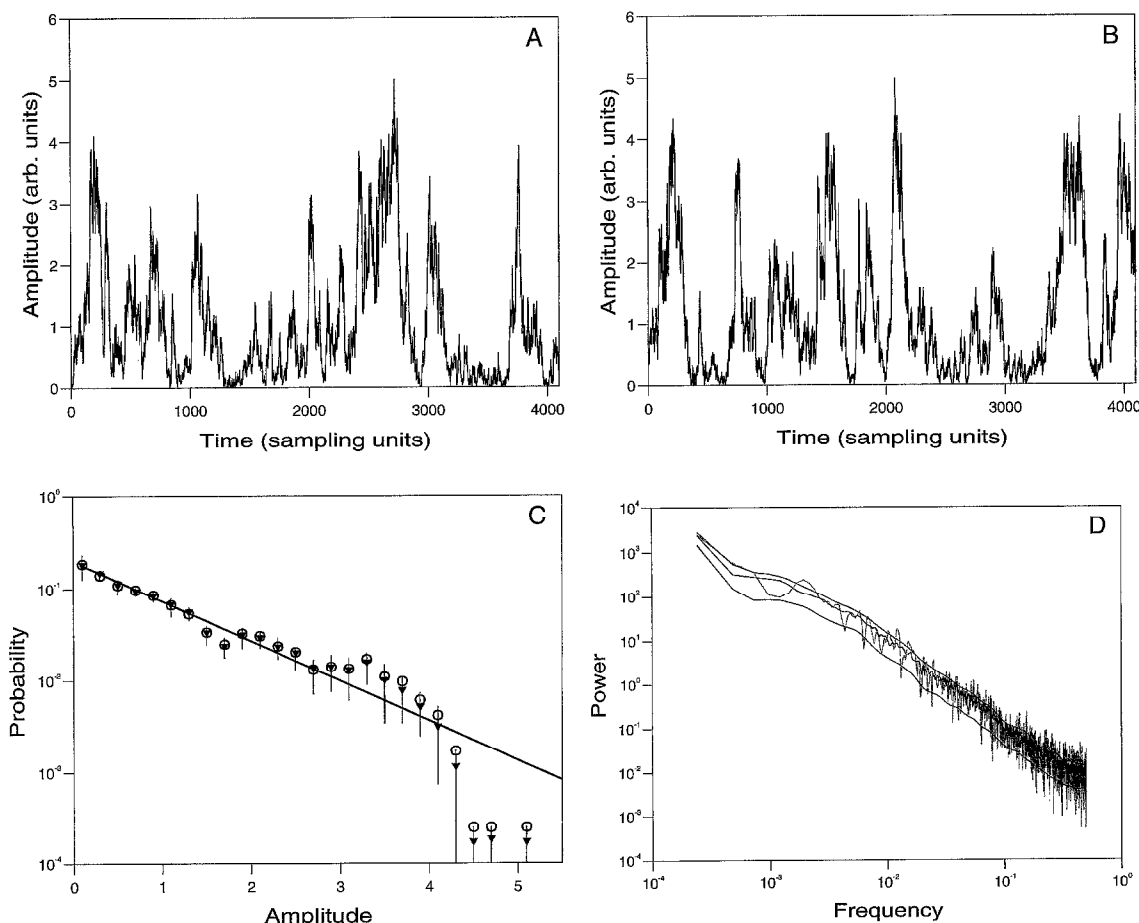 A
Amplitude (arb. units)
6
5
4
3
2
1
0
0 1000 2000 3000 4000
Time (sampling units)
B
Amplitude (arb. units)
6
5
4
3
2
1
0
0 1000 2000 3000 4000
Time (sampling units)
C
Probability
10⁰
10⁻¹
10⁻²
10⁻³
10⁻⁴
0 1 2 3 4 5
Amplitude
D
Power
10⁴
10³
10²
10¹
10⁰
10⁻¹
10⁻²
10⁻³
10⁻⁴
10⁻⁴ 10⁻³ 10⁻² 10⁻¹ 10⁰
Frequency